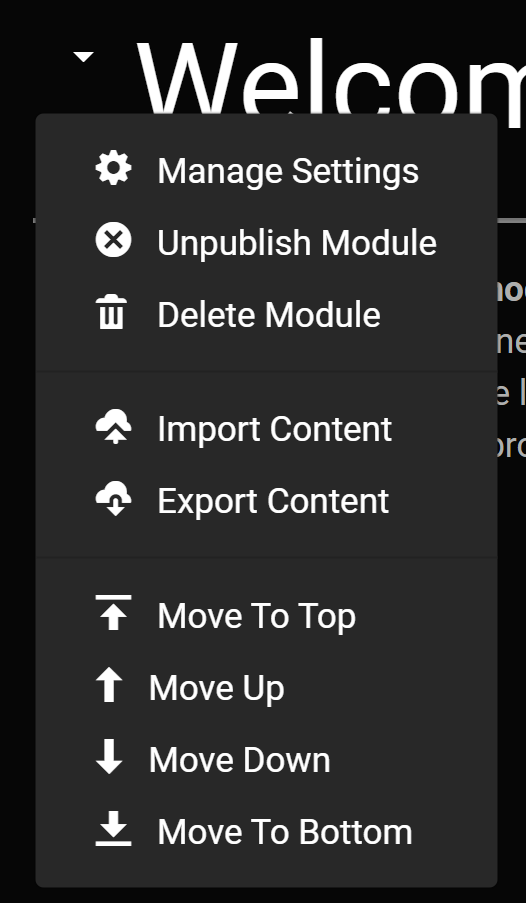 Welcom
Manage Settings
Unpublish Module
Delete Module
Import Content
Export Content
Move To Top
Move Up
Move Down
Move To Bottom